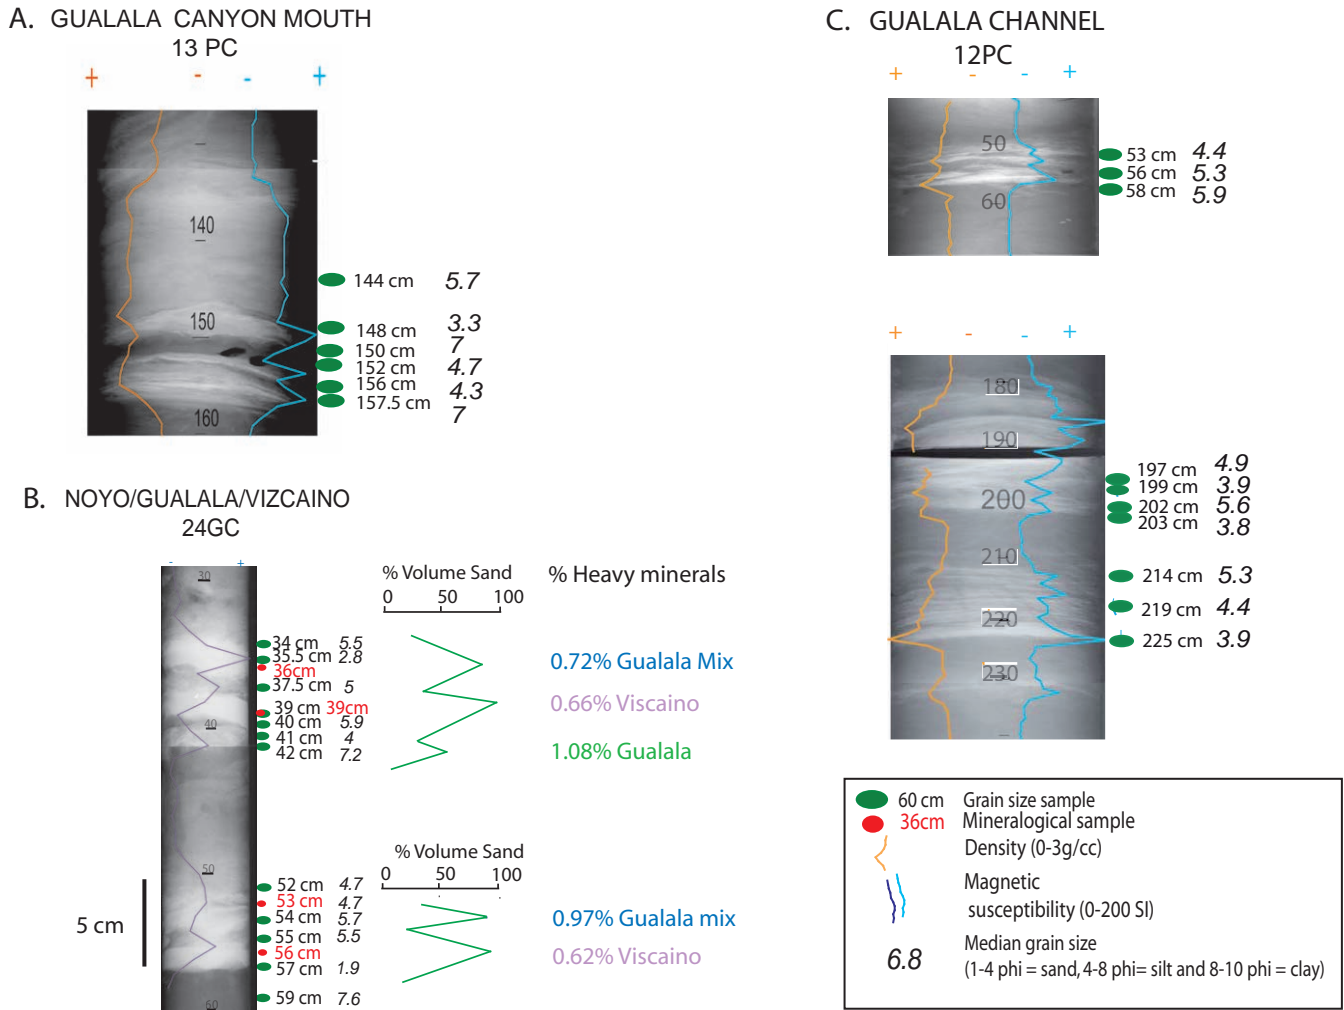 A. GUALALA CANYON MOUTH
13 PC
+ - - +
140
150
160
144 cm 5.7
148 cm 3.3
150 cm 7
152 cm 4.7
156 cm 4.3
157.5 cm 7
B. NOYO/GUALALA/VIZCAINO
24GC
- +
30
40
50
60
34 cm 5.5
35.5 cm 2.8
36cm
37.5 cm 5
39 cm 39cm
40 cm 5.9
41 cm 4
42 cm 7.2
52 cm 4.7
53 cm 4.7
54 cm 5.7
55 cm 5.5
56 cm
57 cm 1.9
59 cm 7.6
5 cm
% Volume Sand
0 50 100
% Heavy minerals
0.72% Gualala Mix
0.66% Viscaino
1.08% Gualala
% Volume Sand
0 50 100
0.97% Gualala mix
0.62% Viscaino
C. GUALALA CHANNEL
12PC
+ - - +
50
60
53 cm 4.4
56 cm 5.3
58 cm 5.9
+ - - +
180
190
200
210
220
230
197 cm 4.9
199 cm 3.9
202 cm 5.6
203 cm 3.8
214 cm 5.3
219 cm 4.4
225 cm 3.9
60 cm Grain size sample
36cm Mineralogical sample
Density (0-3g/cc)
Magnetic
susceptibility (0-200 SI)
6.8 Median grain size
(1-4 phi = sand, 4-8 phi= silt and 8-10 phi = clay)